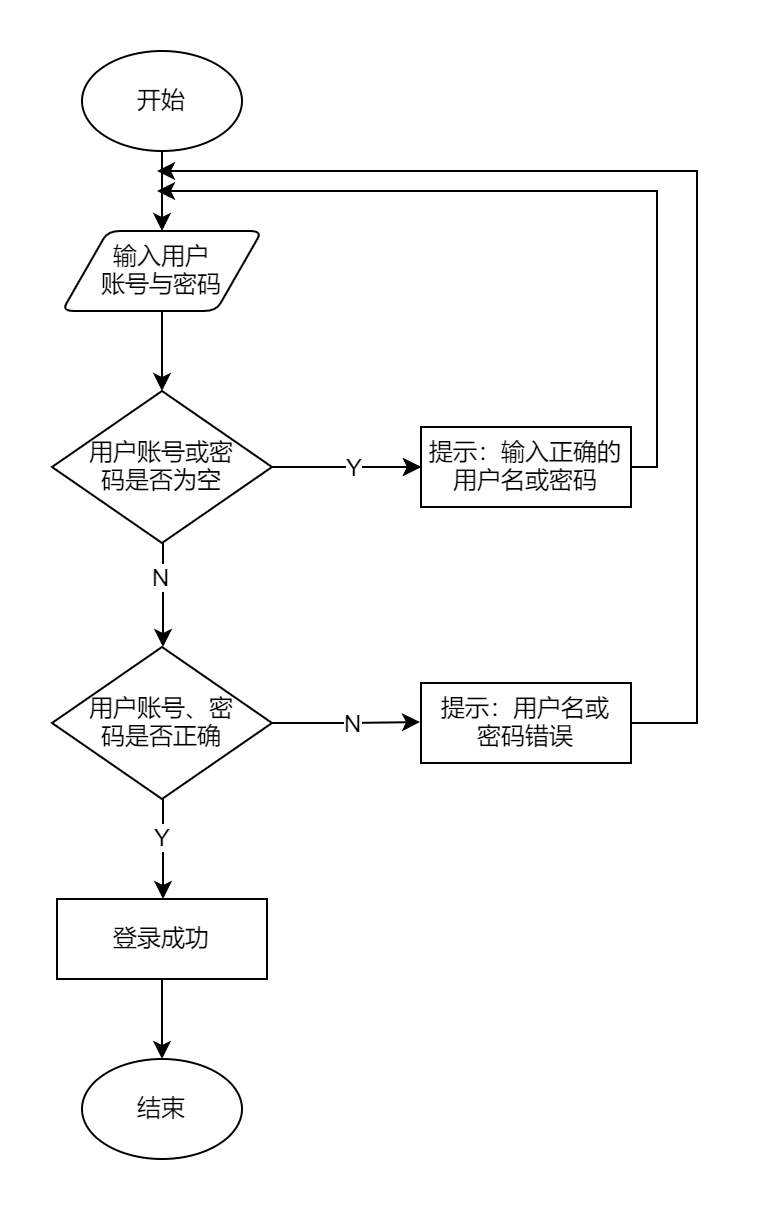 开始
输入用户
账号与密码
用户账号或密
码是否为空
Y
提示：输入正确的
用户名或密码
N
用户账号、密
码是否正确
N
提示：用户名或
密码错误
Y
登录成功
结束